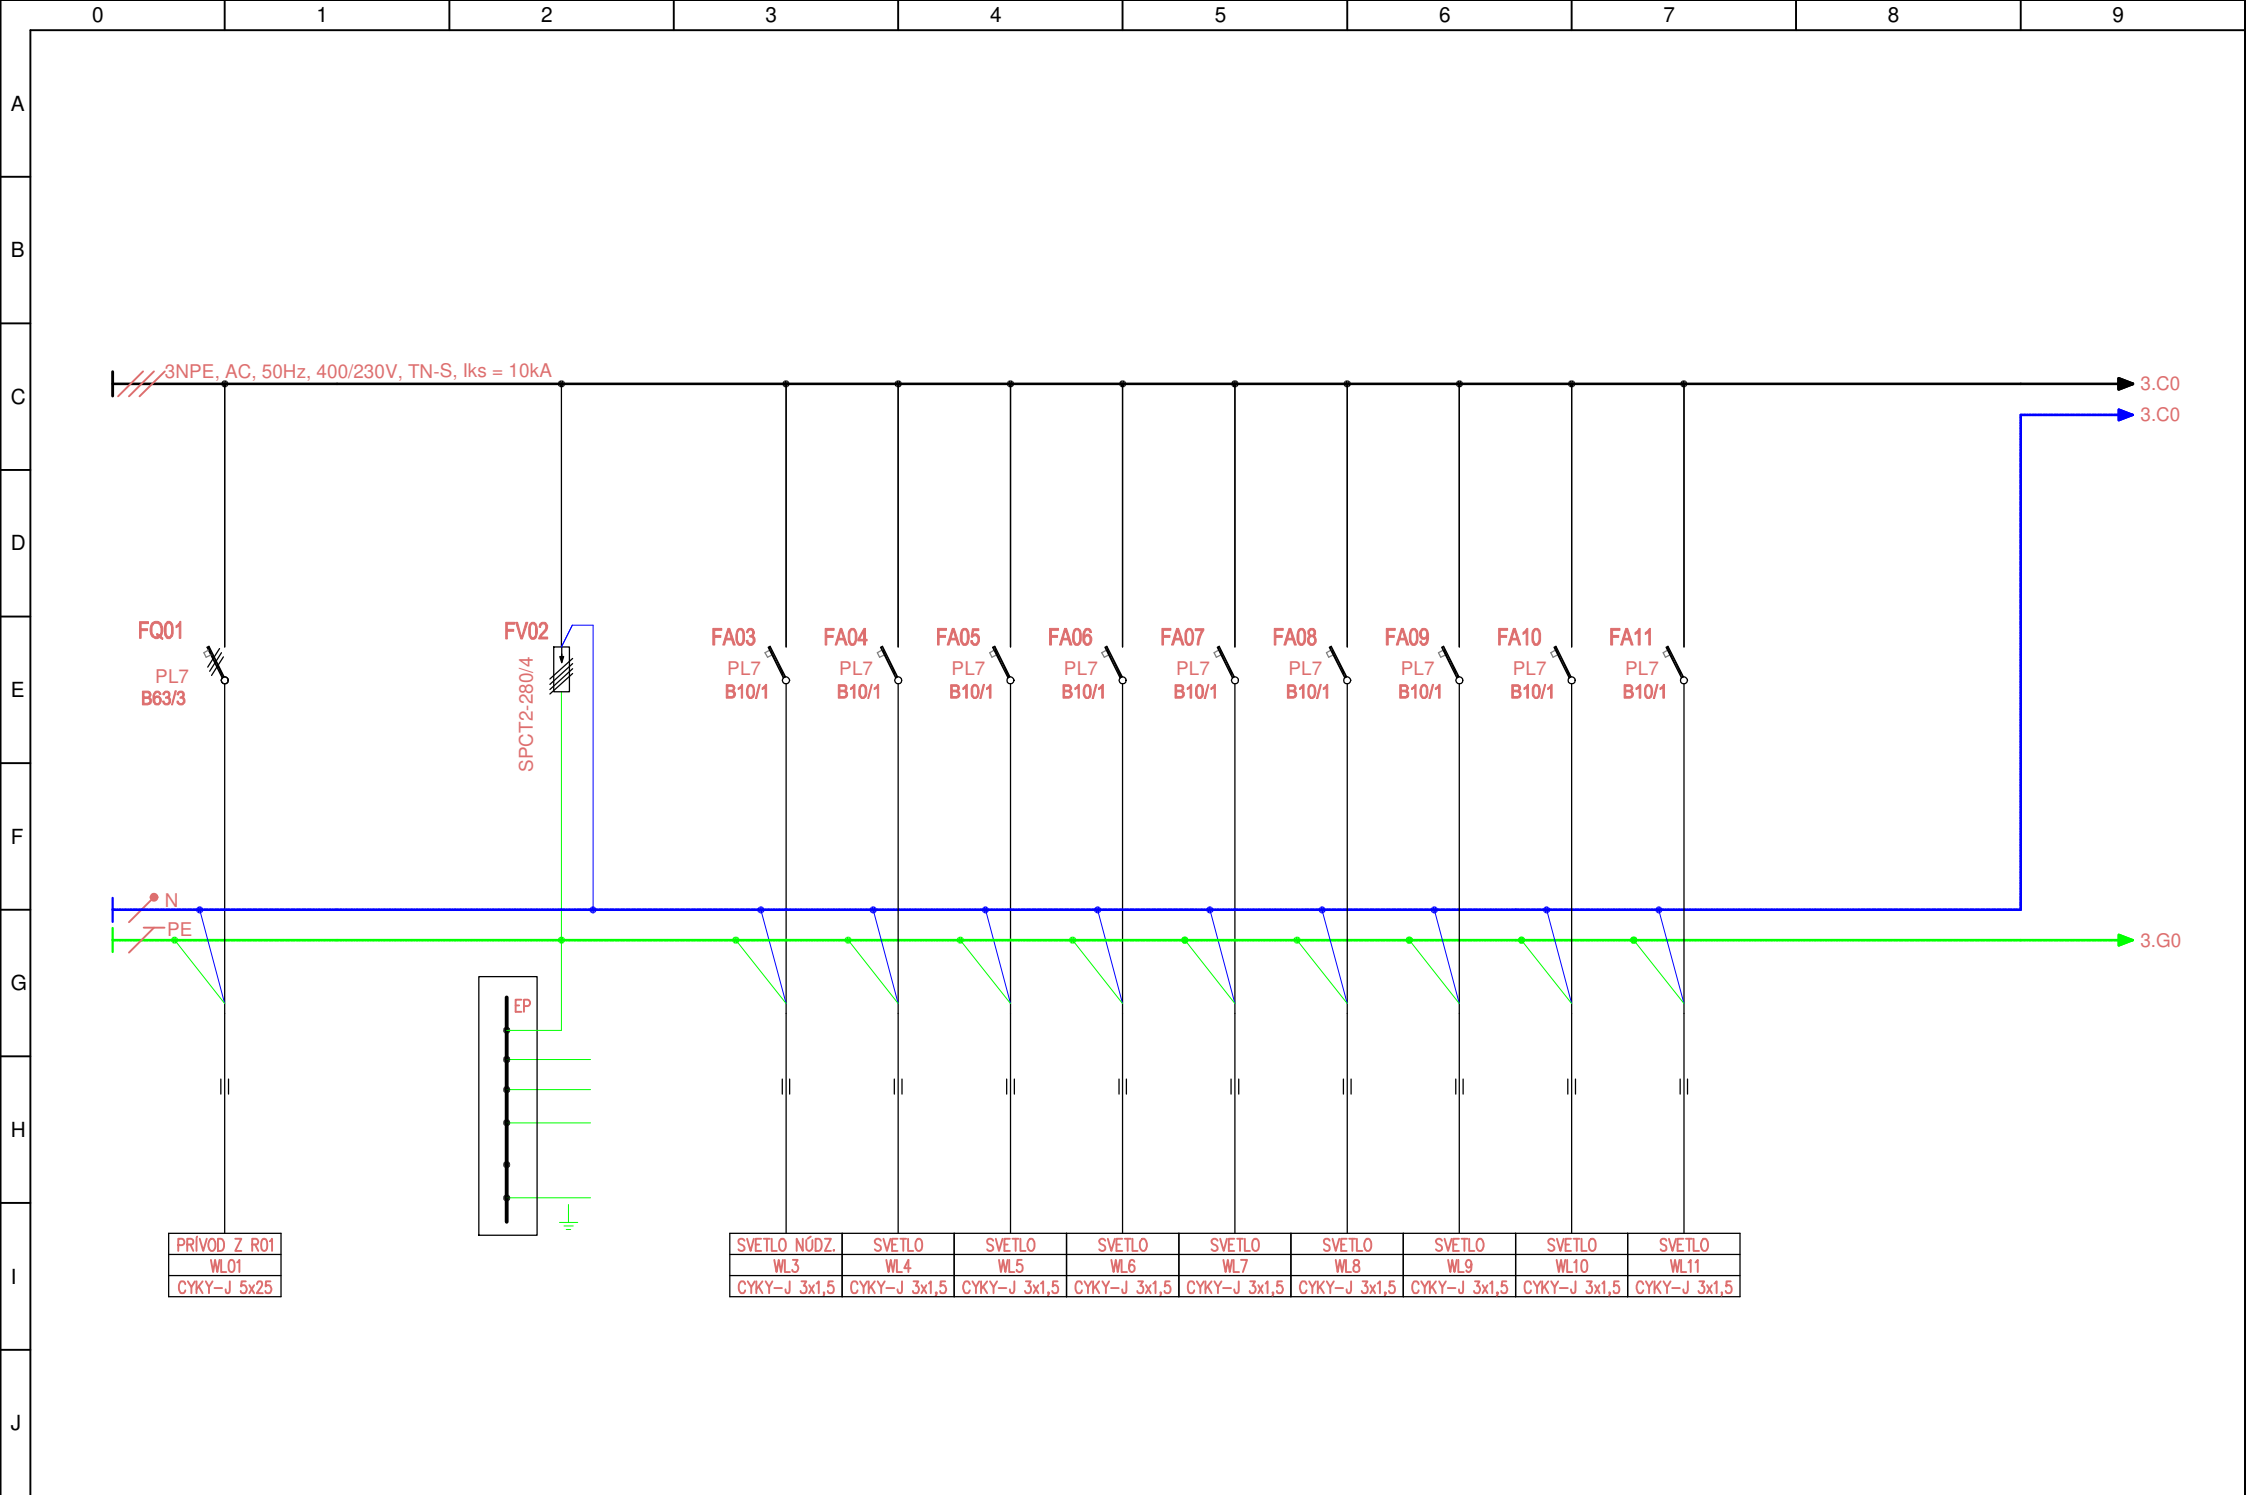 0 1 2 3 4 5 6 7 8 9
A
B
3NPE, AC, 50Hz, 400/230V, TN-S, Iks = 10kA
C
3.C0
3.C0
D
FQ01 FV02 FA03 FA04 FA05 FA06 FA07 FA08 FA09 FA10 FA11
PL7 PL7 PL7 PL7 PL7 PL7 PL7 PL7 PL7 PL7
E
B63/3 B10/1 B10/1 B10/1 B10/1 B10/1 B10/1 B10/1 B10/1 B10/1
SPCT2-280/4
F
N
PE
3.G0
G
EP
H
PRÍVOD Z R01 SVETLO NÚDZ. SVETLO SVETLO SVETLO SVETLO SVETLO SVETLO SVETLO SVETLO
WL01 WL3 WL4 WL5 WL6 WL7 WL8 WL9 WL10 WL11
I
CYKY-J 5x25 CYKY-J 3x1,5 CYKY-J 3x1,5 CYKY-J 3x1,5 CYKY-J 3x1,5 CYKY-J 3x1,5 CYKY-J 3x1,5 CYKY-J 3x1,5 CYKY-J 3x1,5 CYKY-J 3x1,5
J